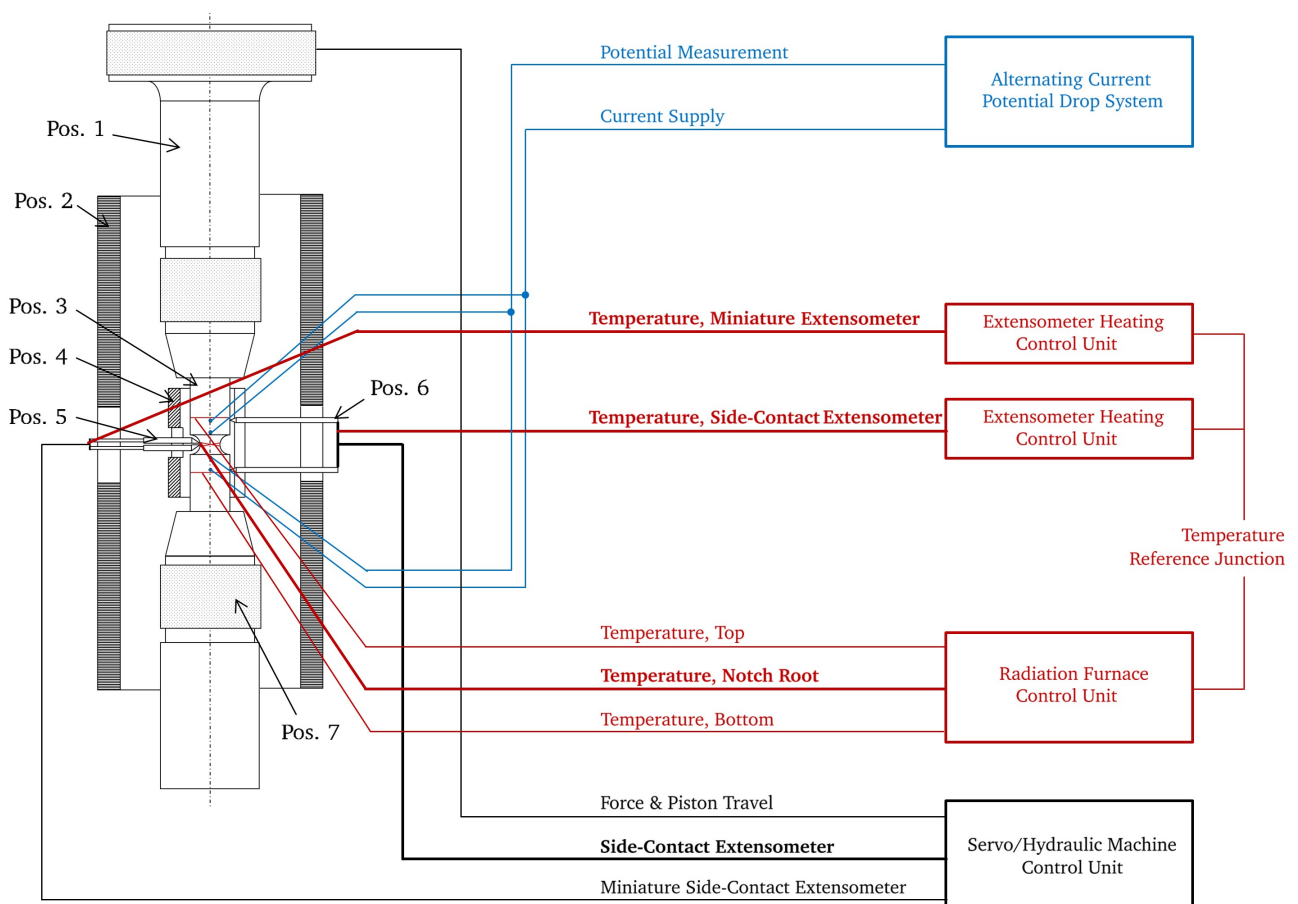 Potential Measurement
Alternating Current
Potential Drop System
Current Supply
Pos. 1
Pos. 2
Pos. 3
Temperature, Miniature Extensometer
Extensometer Heating
Control Unit
Pos. 4
Pos. 6
Pos. 5
Temperature, Side-Contact Extensometer
Extensometer Heating
Control Unit
Temperature
Reference Junction
Temperature, Top
Temperature, Notch Root
Radiation Furnace
Control Unit
Temperature, Bottom
Pos. 7
Force & Piston Travel
Side-Contact Extensometer
Servo/Hydraulic Machine
Control Unit
Miniature Side-Contact Extensometer